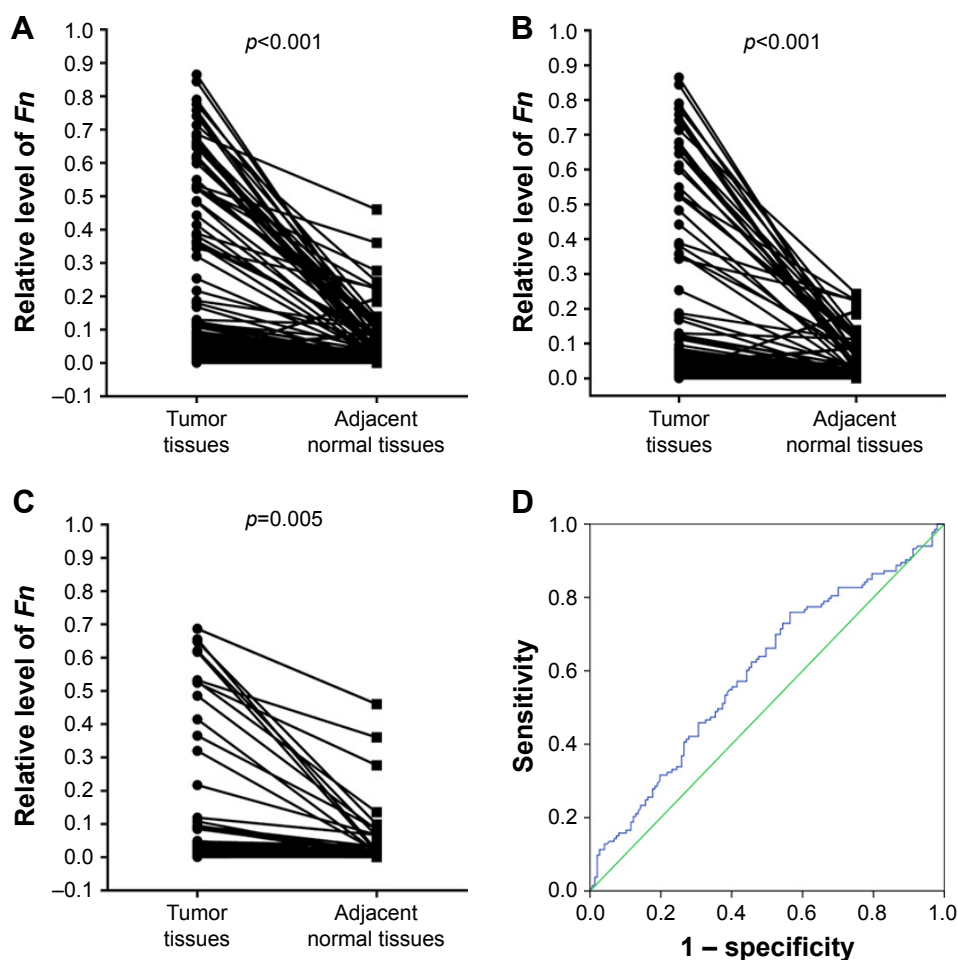 A
p<0.001
Relative level of Fn
1.0
0.9
0.8
0.7
0.6
0.5
0.4
0.3
0.2
0.1
0.0
–0.1
Tumor
tissues
Adjacent
normal tissues
B
p<0.001
Relative level of Fn
1.0
0.9
0.8
0.7
0.6
0.5
0.4
0.3
0.2
0.1
0.0
Tumor
tissues
Adjacent
normal tissues
C
p=0.005
Relative level of Fn
1.0
0.9
0.8
0.7
0.6
0.5
0.4
0.3
0.2
0.1
0.0
–0.1
Tumor
tissues
Adjacent
normal tissues
D
Sensitivity
1.0
0.8
0.6
0.4
0.2
0.0
0.0 0.2 0.4 0.6 0.8 1.0
1 – specificity